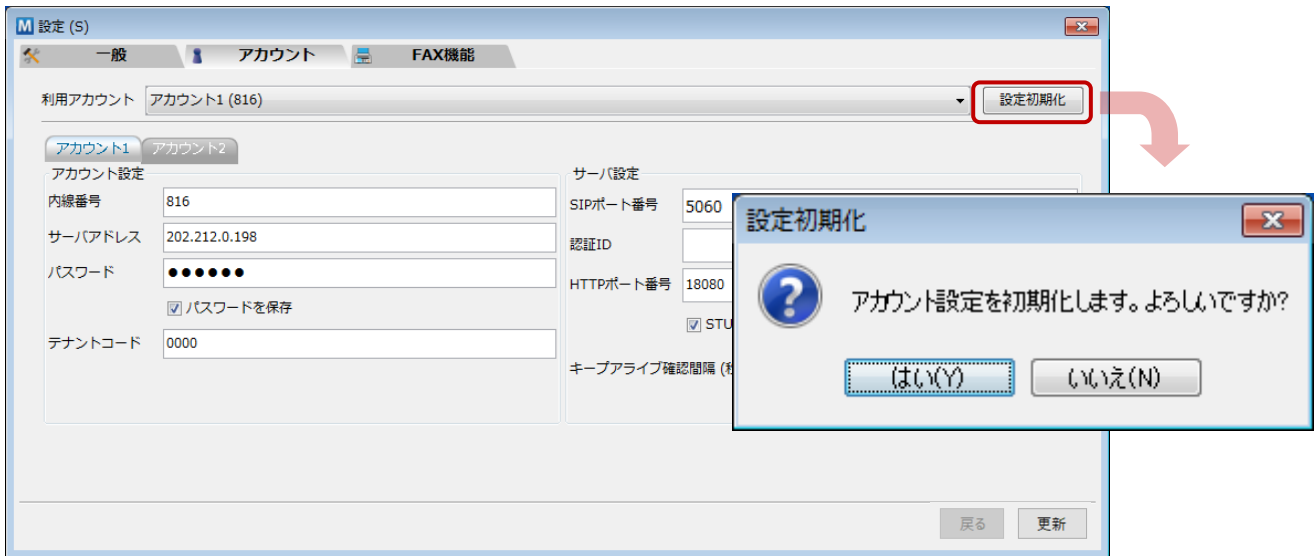 M 設定 (S)
一般 アカウント FAX機能
利用アカウント アカウント1 (816) 設定初期化
アカウント1 アカウント2
アカウント設定
内線番号 816
サーバアドレス 202.212.0.198
パスワード ●●●●●●
パスワードを保存
テナントコード 0000
サーバ設定
SIPポート番号 5060
認証ID
HTTPポート番号 18080
STU
キープアライブ確認間隔 (秒
設定初期化
アカウント設定を初期化します。よろしいですか?
はい(Y) いいえ(N)
戻る 更新